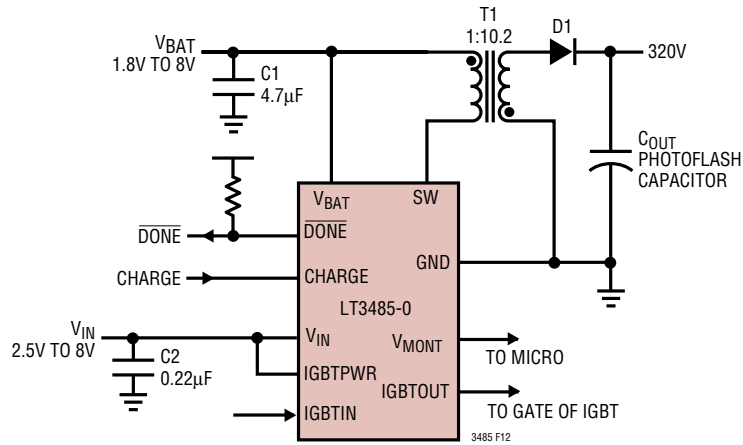 T1
1:10.2
D1
VBAT
1.8V TO 8V
C1
4.7μF
320V
COUT
PHOTOFLASH
CAPACITOR
VBAT
SW
DONE
DONE
GND
CHARGE
CHARGE
LT3485-0
VIN
2.5V TO 8V
VIN
VMONT
TO MICRO
C2
0.22μF
IGBTPWR
IGBTOUT
TO GATE OF IGBT
IGBTIN
3485 F12